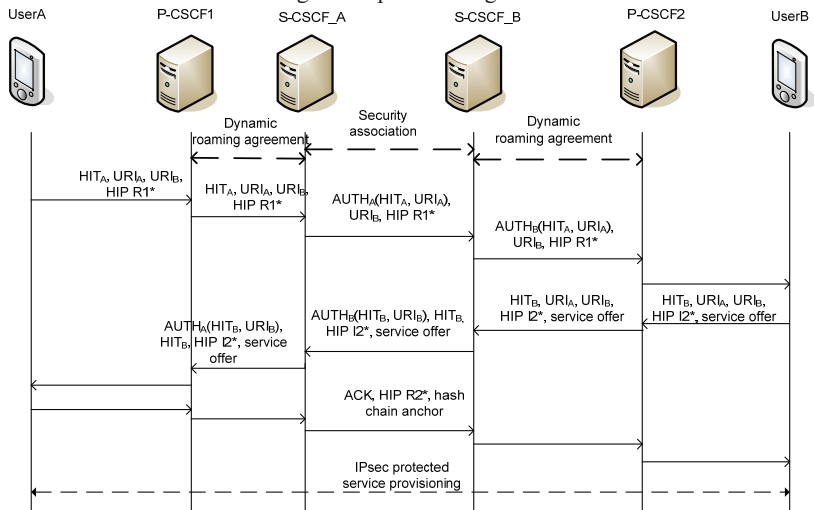 UserA
P-CSCF1
S-CSCF_A
S-CSCF_B
P-CSCF2
UserB
Dynamic
roaming agreement
Security
association
Dynamic
roaming agreement
HITA, URIA, URIB,
HIP R1*
HITA, URIA, URIB,
HIP R1*
AUTHA(HITA, URIA),
URIB, HIP R1*
AUTHB(HITA, URIA),
URIB, HIP R1*
HITB, URIA, URIB,
HIP I2*, service offer
HITB, URIA, URIB,
HIP I2*, service offer
AUTHB(HITB, URIB), HITB,
HIP I2*, service offer
AUTHA(HITB, URIB),
HITB, HIP I2*, service
offer
ACK, HIP R2*, hash
chain anchor
IPsec protected
service provisioning